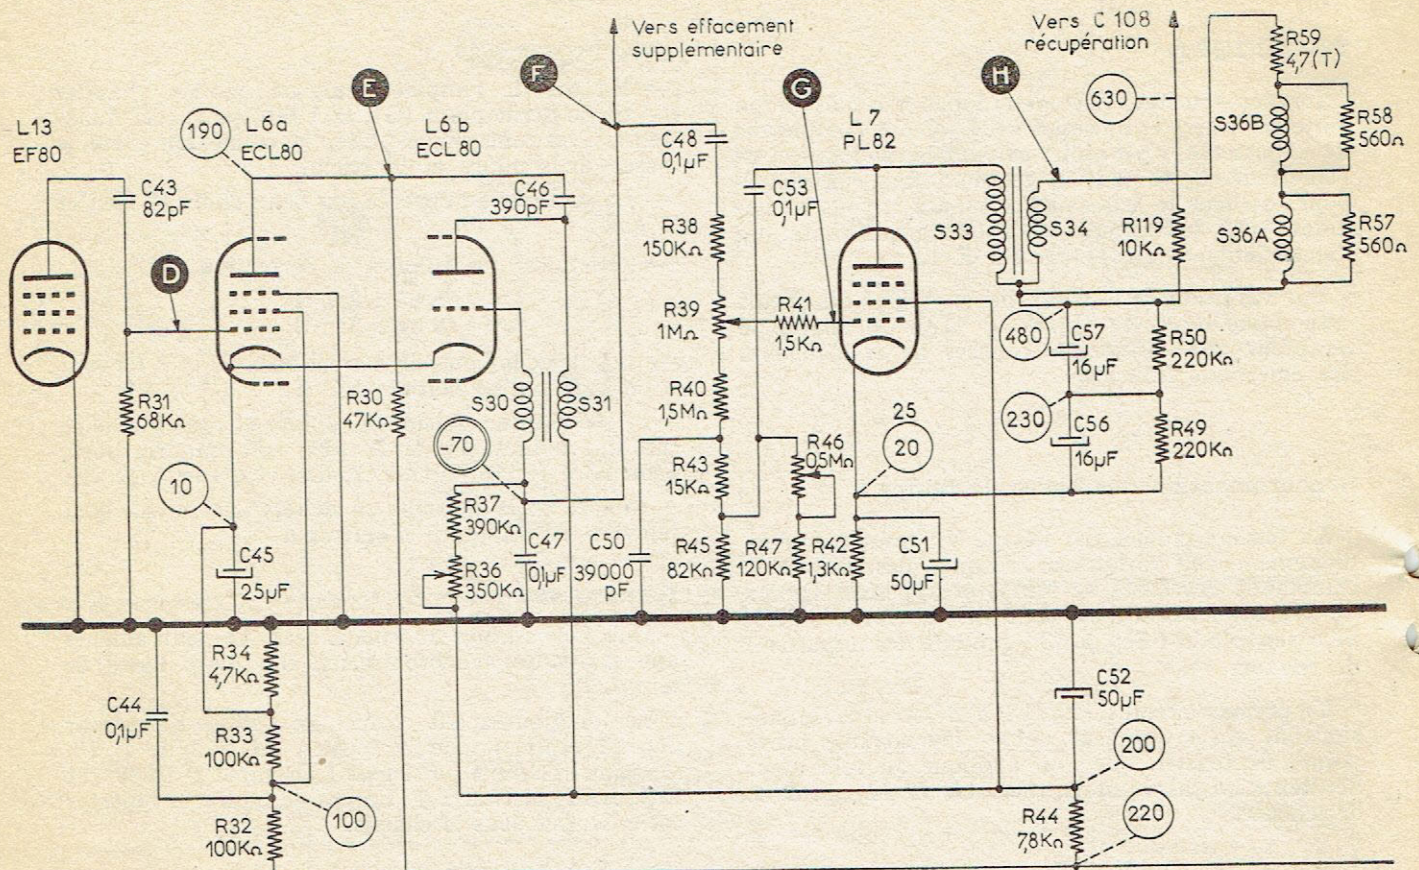 Vers effacement
supplémentaire
Vers C 108
récupération
R59
4,7(T)
E
F
G
H
630
L13
EF80
190
L6a
ECL80
L6b
ECL80
C48
0,1µF
L7
PL82
S36B
R58
560Ω
C43
82pF
C46
390pF
C53
0,1µF
R38
150KΩ
S33
S34
R119
10KΩ
S36A
R57
560Ω
D
R39
1MΩ
R41
1,5KΩ
480
C57
16µF
R50
220KΩ
R31
68KΩ
R30
47KΩ
S30
S31
R40
1,5MΩ
25
20
230
C56
16µF
R49
220KΩ
-70
10
R37
390KΩ
R43
15KΩ
R46
0,5MΩ
C45
25µF
R36
350KΩ
C47
0,1µF
C50
39000
pF
R45
82KΩ
R47
120KΩ
R42
1,3KΩ
C51
50µF
R34
4,7KΩ
C44
0,1µF
R33
100KΩ
C52
50µF
200
100
R32
100KΩ
R44
7,8KΩ
220